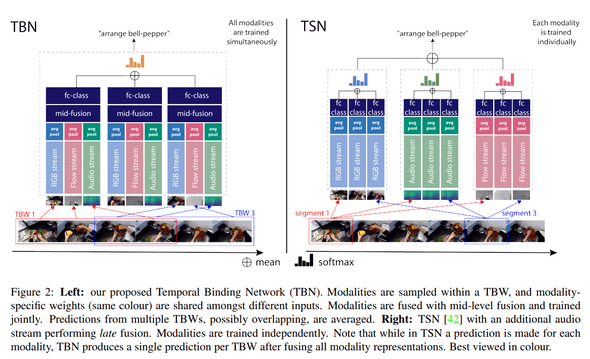 TBN
All modalities
are trained
simultaneously
"arrange bell-pepper"
fc-class fc-class fc-class
mid-fusion mid-fusion mid-fusion
avg pool avg pool avg pool avg pool avg pool avg pool avg pool avg pool avg pool
RGB stream Flow stream Audio stream RGB stream Flow stream Audio stream RGB stream Flow stream Audio stream
TBW 1 TBW 3
TSN
Each modality
is trained
individually
"arrange bell-pepper"
fc class fc class fc class fc class fc class fc class fc class fc class fc class
avg pool avg pool avg pool avg pool avg pool avg pool avg pool avg pool avg pool
RGB stream RGB stream RGB stream Audio stream Audio stream Audio stream Flow stream Flow stream Flow stream
segment 1 segment 3
mean softmax
Figure 2: Left: our proposed Temporal Binding Network (TBN). Modalities are sampled within a TBW, and modality-
specific weights (same colour) are shared amongst different inputs. Modalities are fused with mid-level fusion and trained
jointly. Predictions from multiple TBWs, possibly overlapping, are averaged. Right: TSN [42] with an additional audio
stream performing late fusion. Modalities are trained independently. Note that while in TSN a prediction is made for each
modality, TBN produces a single prediction per TBW after fusing all modality representations. Best viewed in colour.